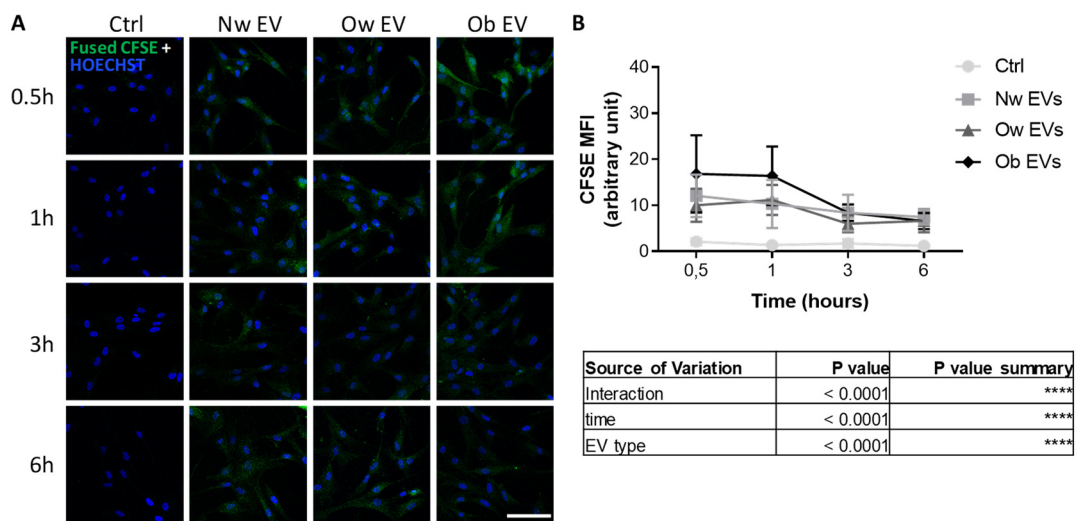 A
Ctrl Nw EV Ow EV Ob EV
Fused CFSE +
HOECHST
0.5h
1h
3h
6h
B
CFSE MFI
(arbitrary unit)
40
30
20
10
0
0,5 1 3 6
Time (hours)
Ctrl
Nw EVs
Ow EVs
Ob EVs
Source of Variation P value P value summary
Interaction < 0.0001 ****
time < 0.0001 ****
EV type < 0.0001 ****